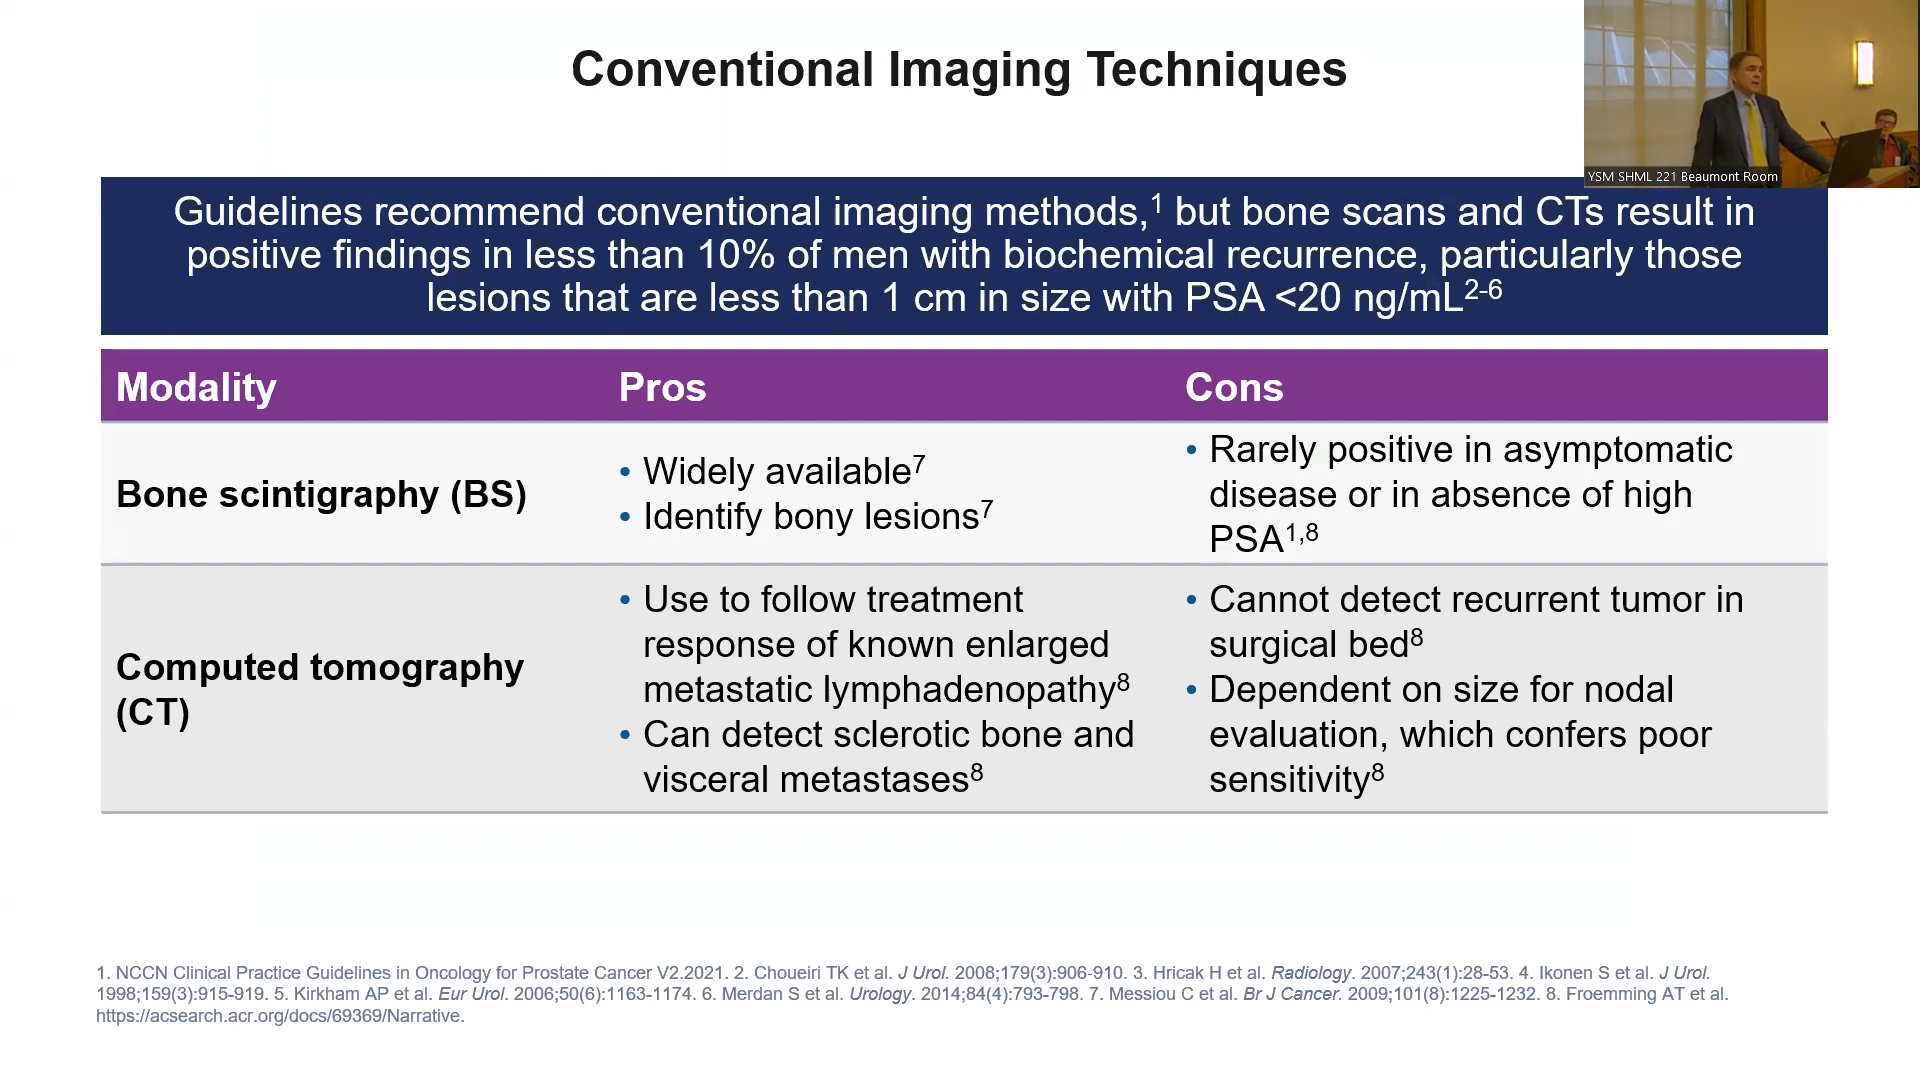 Conventional Imaging Techniques
YSM SHML 221 Beaumont Room
Guidelines recommend conventional imaging methods,1 but bone scans and CTs result in
positive findings in less than 10% of men with biochemical recurrence, particularly those
lesions that are less than 1 cm in size with PSA <20 ng/mL2-6
Modality Pros Cons
Bone scintigraphy (BS)
• Widely available7
• Identify bony lesions7
• Rarely positive in asymptomatic
disease or in absence of high
PSA1,8
Computed tomography
(CT)
• Use to follow treatment
response of known enlarged
metastatic lymphadenopathy8
• Can detect sclerotic bone and
visceral metastases8
• Cannot detect recurrent tumor in
surgical bed8
• Dependent on size for nodal
evaluation, which confers poor
sensitivity8
1. NCCN Clinical Practice Guidelines in Oncology for Prostate Cancer V2.2021. 2. Choueiri TK et al. J Urol. 2008;179(3):906-910. 3. Hricak H et al. Radiology. 2007;243(1):28-53. 4. Ikonen S et al. J Urol.
1998;159(3):915-919. 5. Kirkham AP et al. Eur Urol. 2006;50(6):1163-1174. 6. Merdan S et al. Urology. 2014;84(4):793-798. 7. Messiou C et al. Br J Cancer. 2009;101(8):1225-1232. 8. Froemming AT et al.
https://acsearch.acr.org/docs/69369/Narrative.